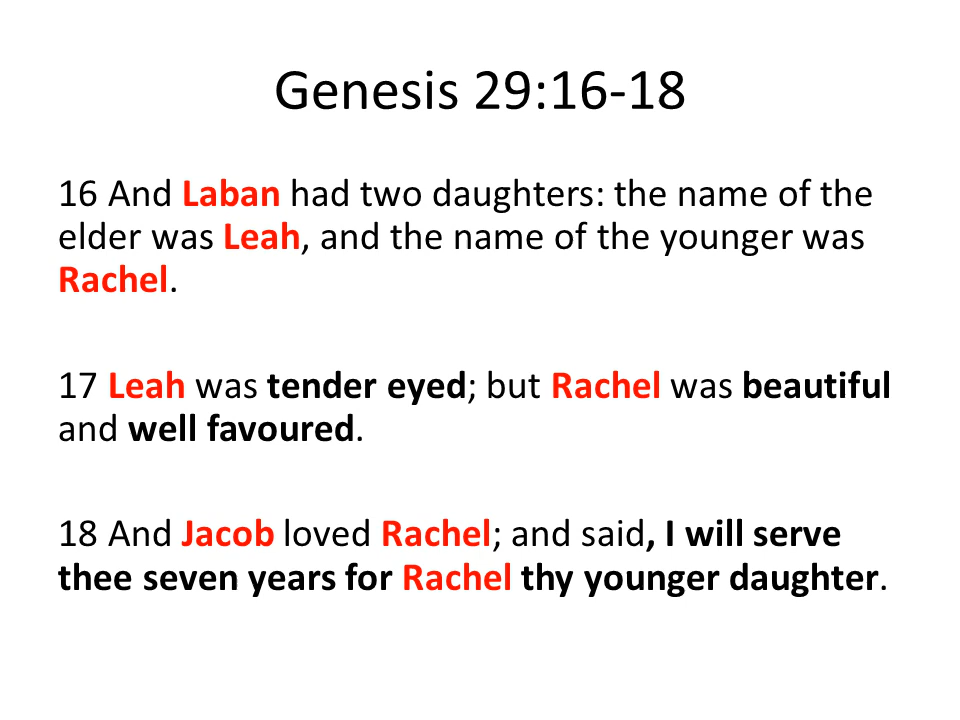 Genesis 29:16-18
16 And Laban had two daughters: the name of the
elder was Leah, and the name of the younger was
Rachel.
17 Leah was tender eyed; but Rachel was beautiful
and well favoured.
18 And Jacob loved Rachel; and said, I will serve
thee seven years for Rachel thy younger daughter.